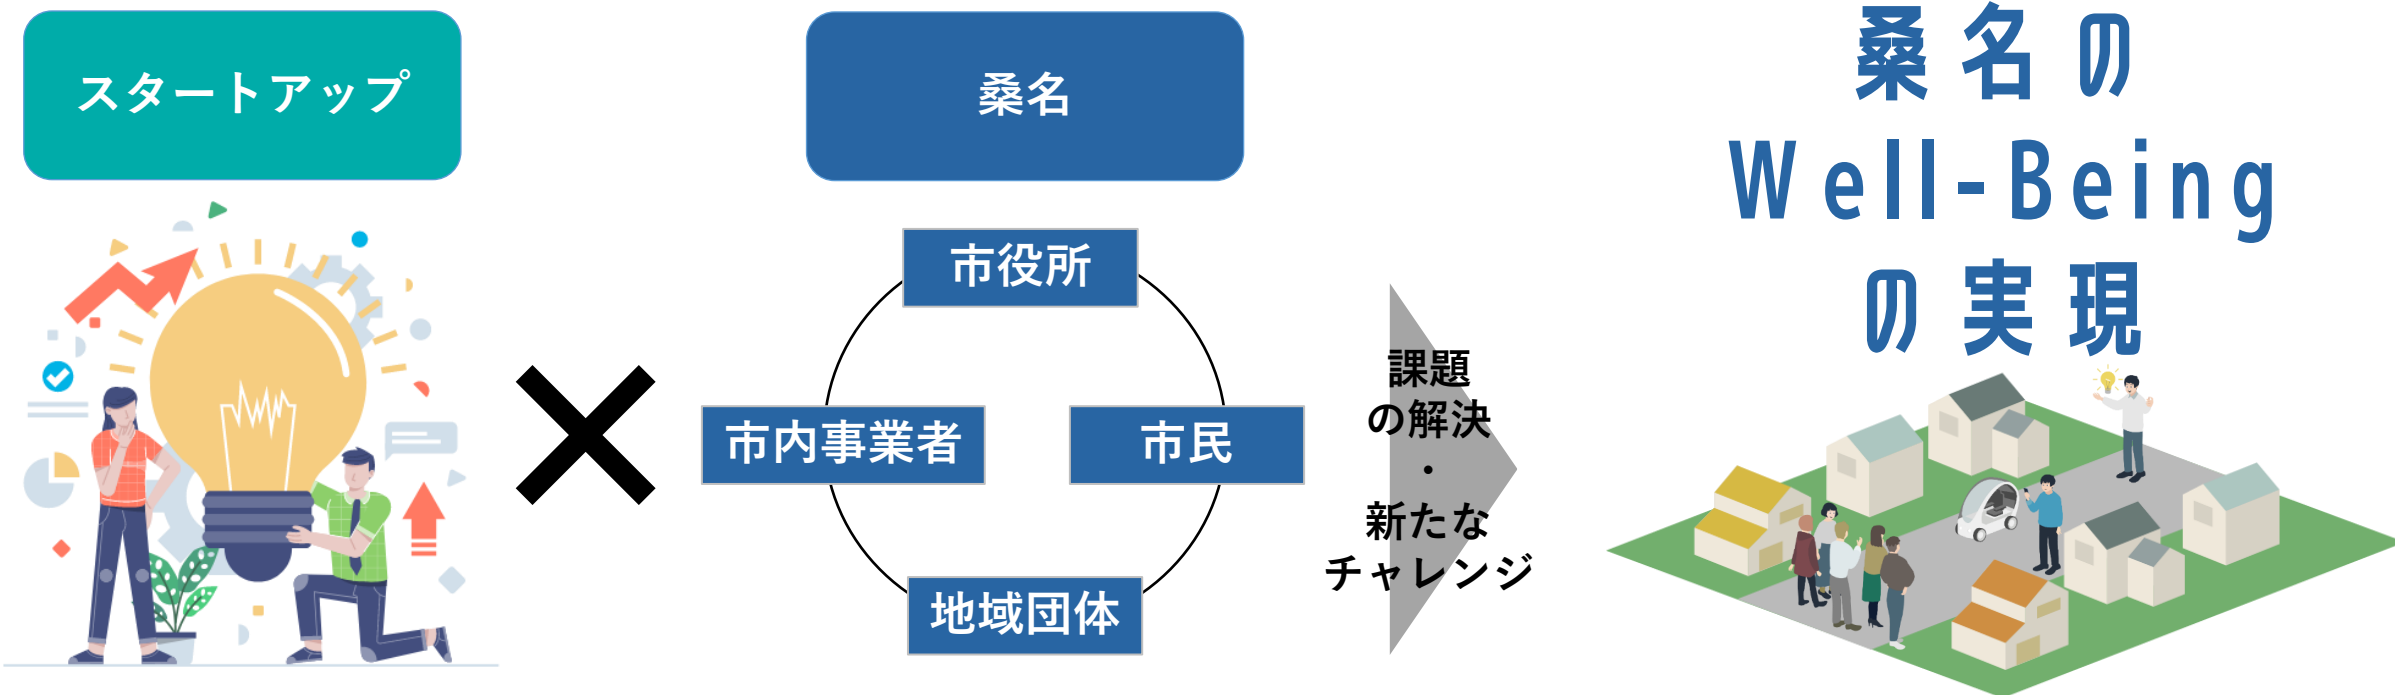 スタートアップ
桑名
市役所
市内事業者
市民
地域団体
課題
の解決
・
新たな
チャレンジ
桑名の
Well-Being
の実現